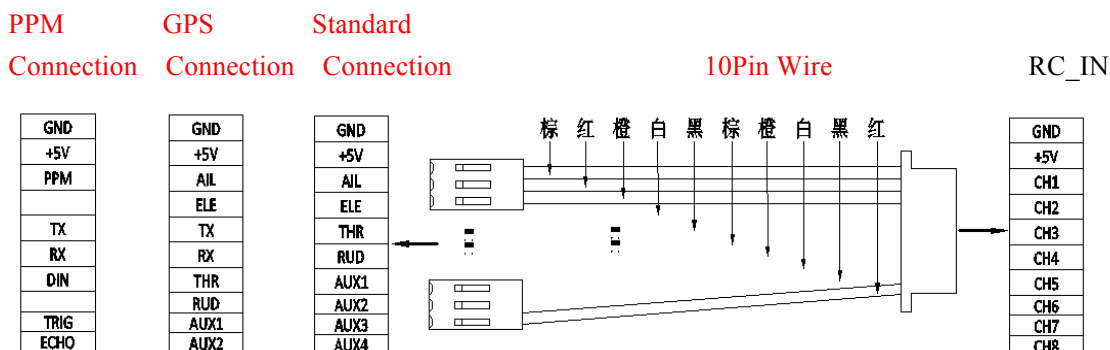 PPM GPS Standard
Connection Connection Connection 10Pin Wire RC_IN
棕 红 橙 白 黑 棕 橙 白 黑 红
GND GND GND GND
+5V +5V +5V +5V
PPM AIL AIL CH1
ELE ELE CH2
TX TX THR CH3
RX RX RUD CH4
DIN THR AUX1 CH5
RUD AUX2 CH6
TRIG AUX1 AUX3 CH7
ECHO AUX2 AUX4 CH8